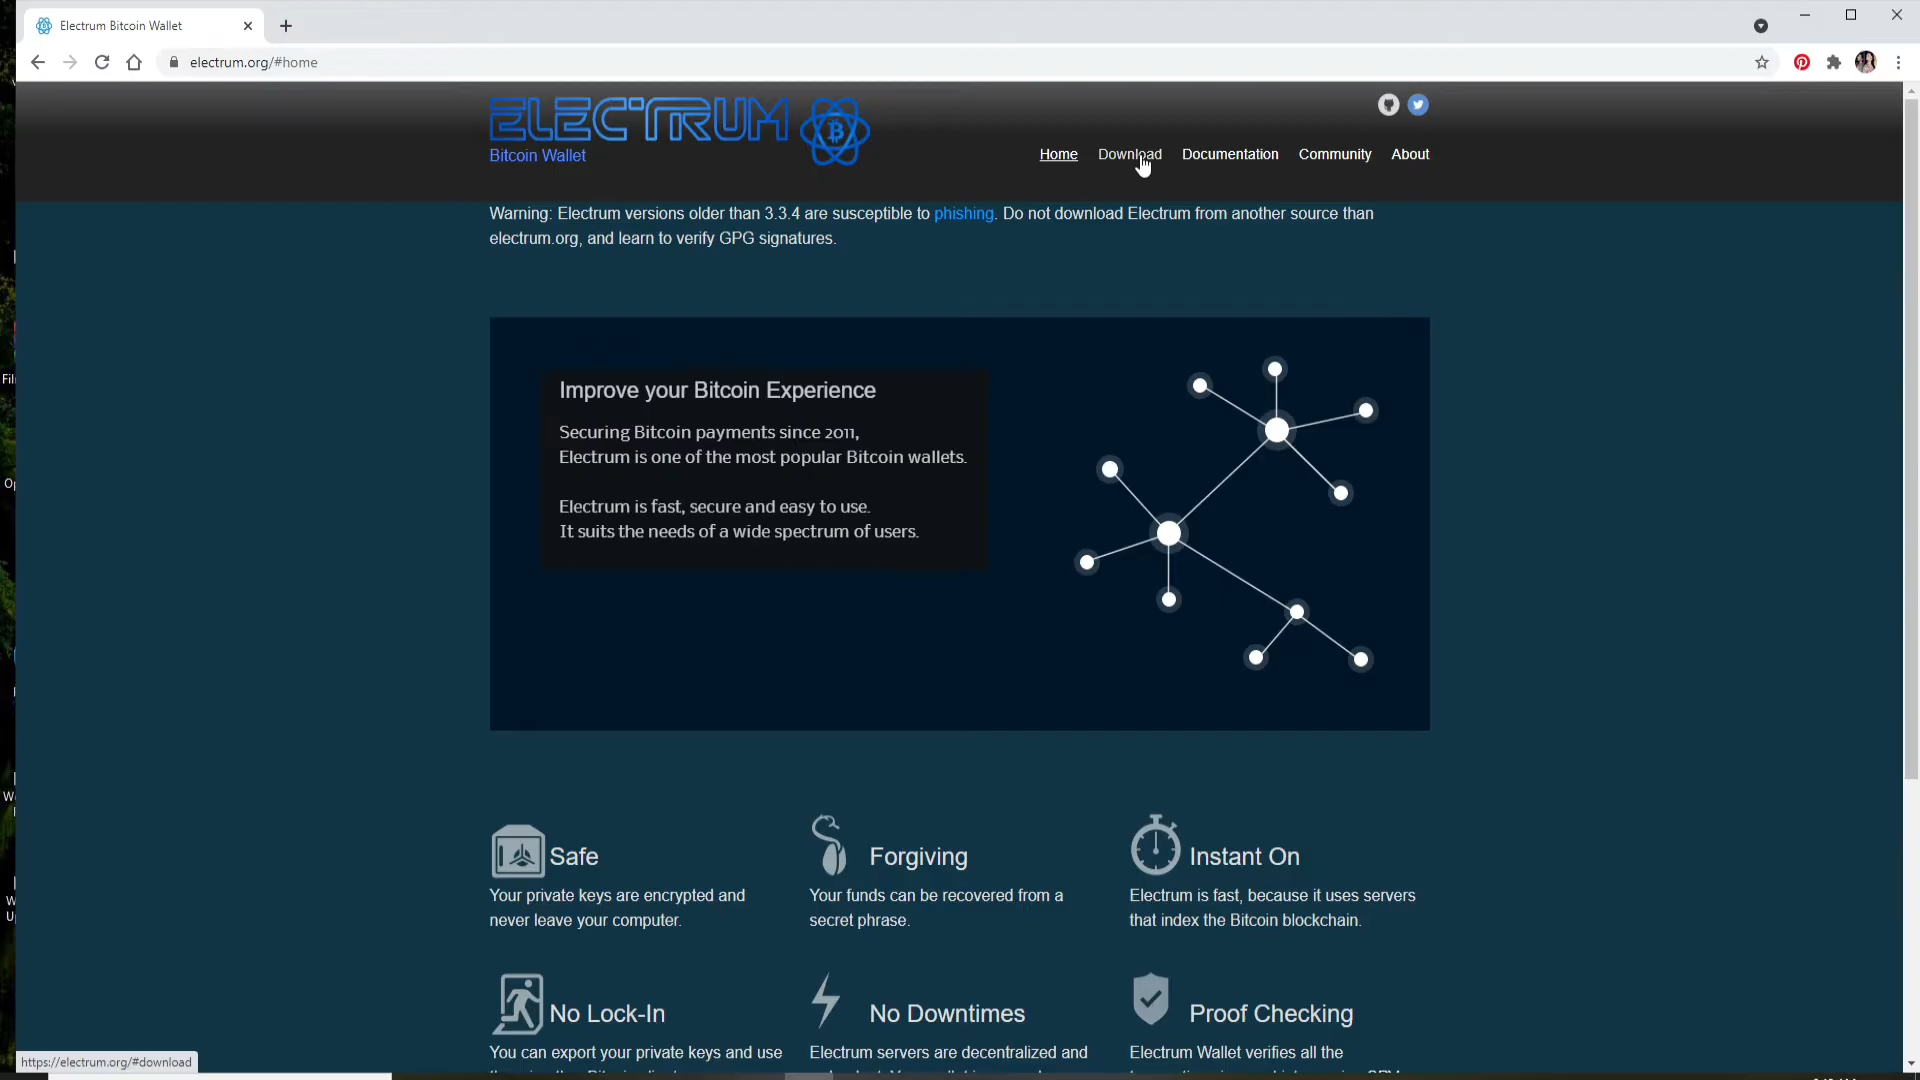 Electrum Bitcoin Wallet
electrum.org/#home
ELECTRUM
Bitcoin Wallet
Home Download Documentation Community About
Warning: Electrum versions older than 3.3.4 are susceptible to phishing. Do not download Electrum from another source than
electrum.org, and learn to verify GPG signatures.
Improve your Bitcoin Experience
Securing Bitcoin payments since 2011,
Electrum is one of the most popular Bitcoin wallets.
Electrum is fast, secure and easy to use.
It suits the needs of a wide spectrum of users.
Safe
Your private keys are encrypted and
never leave your computer.
Forgiving
Your funds can be recovered from a
secret phrase.
Instant On
Electrum is fast, because it uses servers
that index the Bitcoin blockchain.
No Lock-In
You can export your private keys and use
No Downtimes
Electrum servers are decentralized and
Proof Checking
Electrum Wallet verifies all the
https://electrum.org/#download